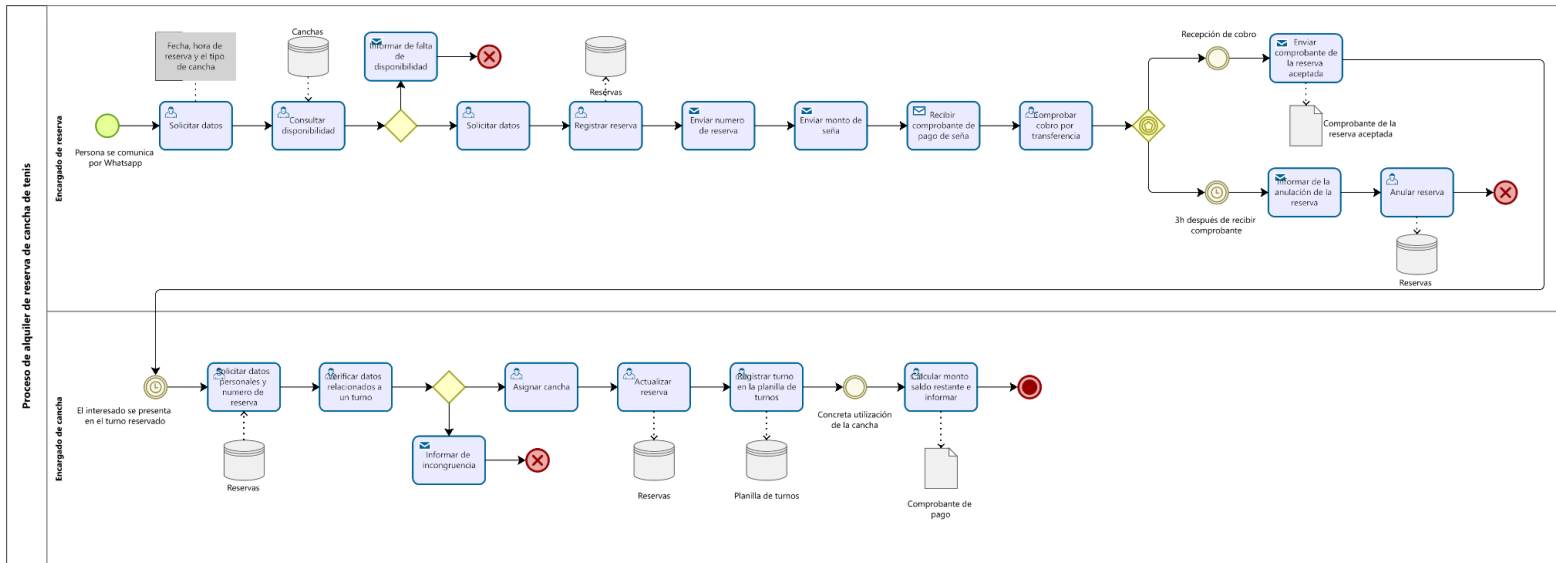 Proceso de alquiler de reserva de cancha de tenis
Encargado de reserva
Persona se comunica
por Whatsapp
Fecha, hora de
reserva y el tipo
de cancha
Solicitar datos
Canchas
Consultar
disponibilidad
Informar de falta
de
disponibilidad
Solicitar datos
Reservas
Registrar reserva
Enviar numero
de reserva
Enviar monto de
seña
Recibir
comprobante de
pago de seña
Comprobar
cobro por
transferencia
Recepción de cobro
Enviar
comprobante de
la reserva
aceptada
Comprobante de la
reserva aceptada
3h después de recibir
comprobante
Informar de la
anulación de la
reserva
Anular reserva
Reservas
Encargado de cancha
El interesado se presenta
en el turno reservado
Solicitar datos
personales y
numero de
reserva
Reservas
Verificar datos
relacionados a
un turno
Informar de
incongruencia
Asignar cancha
Actualizar
reserva
Reservas
Registrar turno
en la planilla de
turnos
Planilla de turnos
Concreta utilización
de la cancha
Calcular monto
saldo restante e
informar
Comprobante de
pago